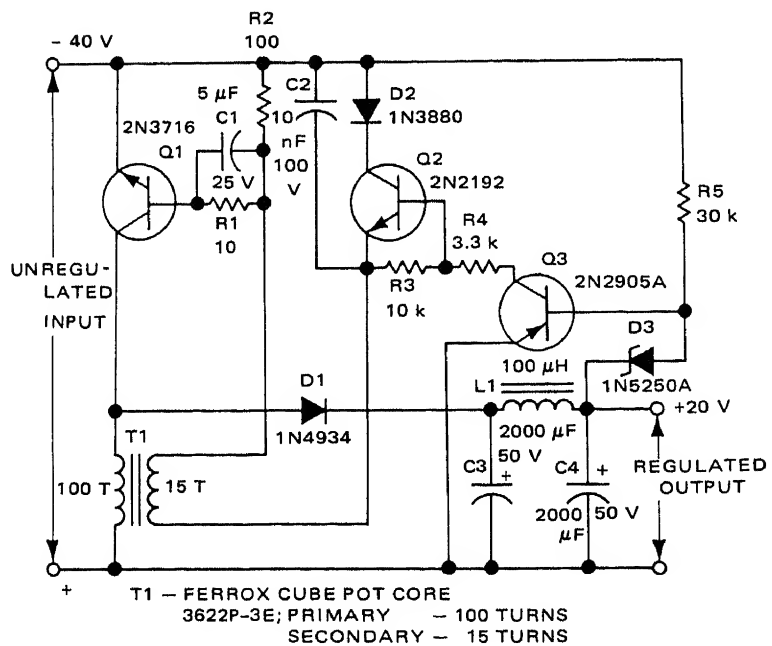 R2
100
– 40 V
5 µF
C1
25 V
2N3716
Q1
R1
10
C2
10
nF
100
V
D2
1N3880
Q2
2N2192
R4
3.3 k
R3
10 k
Q3
2N2905A
R5
30 k
UNREGU-
LATED
INPUT
D3
1N5250A
100 µH
L1
D1
1N4934
+20 V
2000 µF
50 V
C3
+
C4
+
2000
µF
50 V
REGULATED
OUTPUT
T1
100 T
15 T
+
T1 – FERROX CUBE POT CORE
3622P-3E; PRIMARY – 100 TURNS
SECONDARY – 15 TURNS